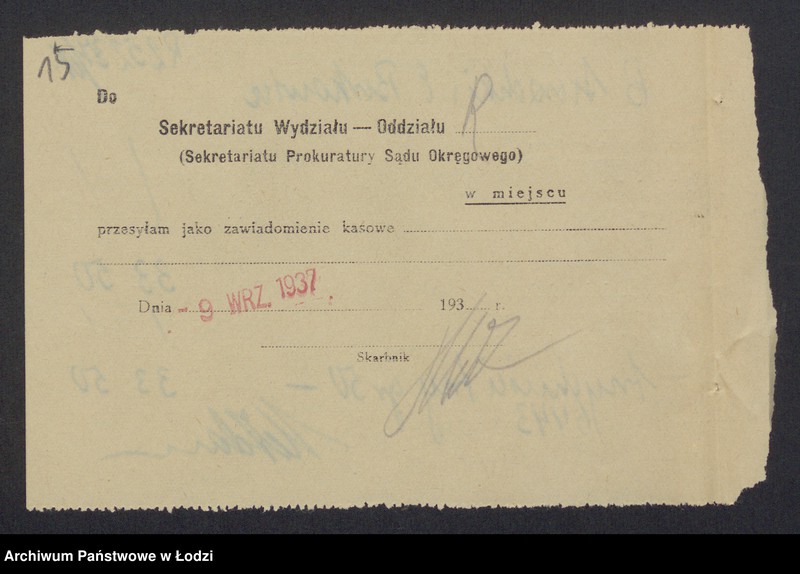 15
Do
Sekretariatu Wydziału — Oddziału R
(Sekretariatu Prokuratury Sądu Okręgowego)
w miejscu
przesyłam jako zawiadomienie kasowe
Dnia - 9 WRZ. 1937 193 r.
Skarbnik
Archiwum Państwowe w Łodzi